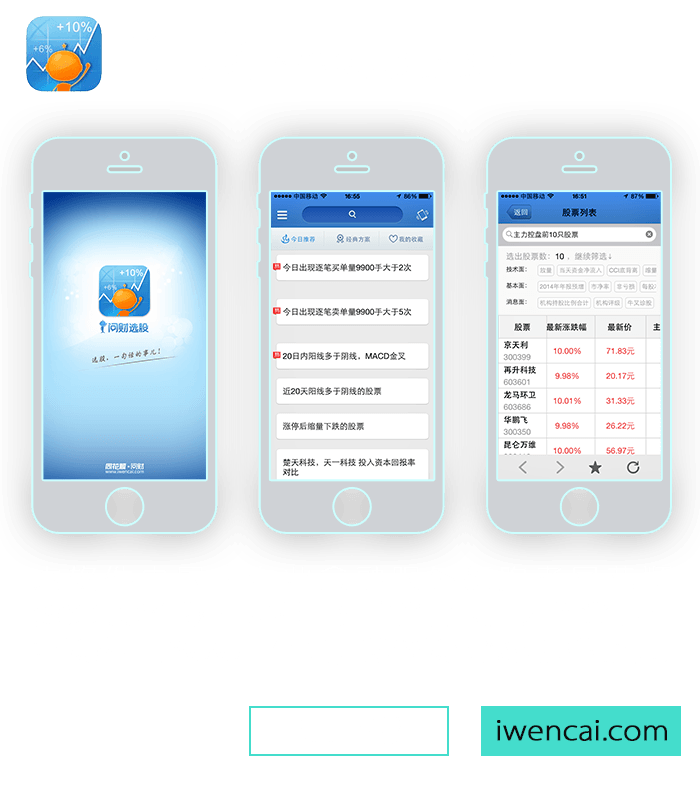 +10%
+6%
+10%
+6%
问财选股
选股，一句话的事儿！
同花顺·问财
www.iwencai.com
中国移动 16:55 86%
今日推荐 经典方案 我的收藏
今日出现逐笔买单量9900手大于2次
今日出现逐笔卖单量9900手大于5次
20日内阳线多于阴线，MACD金叉
近20天阳线多于阴线的股票
涨停后缩量下跌的股票
楚天科技、天一科技 投入资本回报率
对比
中国移动 16:51 87%
返回 股票列表
主力控盘前10只股票
选出股票数：10 ，继续筛选↓
技术面： 放量 当天资金净流入 CCI底背离
基本面： 2014年年报预增 市净率 含亏损
消息面： 机构持股比例合计 机构评级 牛叉诊股
股票 最新涨跌幅 最新价 主
京天利
300399 10.00% 71.83元
再升科技
603601 9.98% 20.17元
龙马环卫
603686 10.01% 31.33元
华鹏飞
300350 9.98% 26.22元
昆仑万维
10.00% 56.97元
iwencai.com